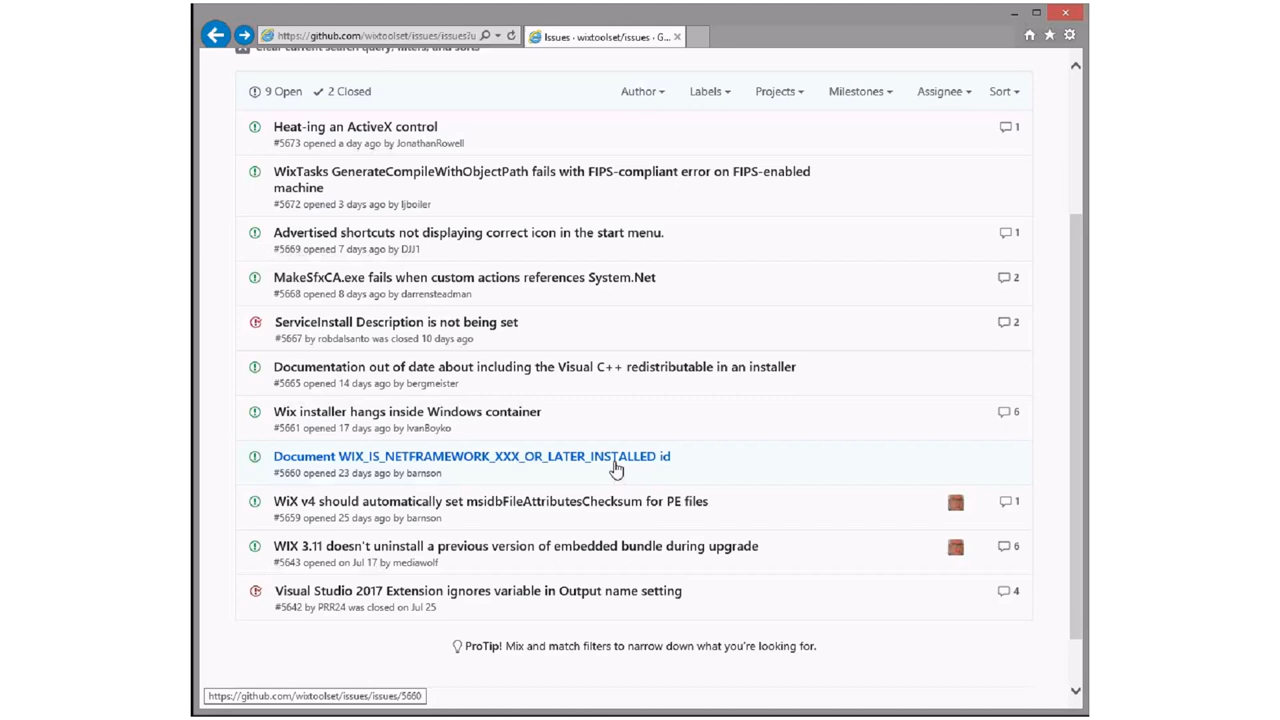 https://github.com/wixtoolset/issues/issues?u
Issues · wixtoolset/issues · G...
Clear current search query, filters, and sorts
9 Open 2 Closed Author Labels Projects Milestones Assignee Sort
Heat-ing an ActiveX control 1
#5673 opened a day ago by JonathanRowell
WixTasks GenerateCompileWithObjectPath fails with FIPS-compliant error on FIPS-enabled
machine
#5672 opened 3 days ago by ljboiler
Advertised shortcuts not displaying correct icon in the start menu. 1
#5669 opened 7 days ago by DJJ1
MakeSfxCA.exe fails when custom actions references System.Net 2
#5668 opened 8 days ago by darrensteadman
ServiceInstall Description is not being set 2
#5667 by robdalsanto was closed 10 days ago
Documentation out of date about including the Visual C++ redistributable in an installer
#5665 opened 14 days ago by bergmeister
Wix installer hangs inside Windows container 6
#5661 opened 17 days ago by IvanBoyko
Document WIX_IS_NETFRAMEWORK_XXX_OR_LATER_INSTALLED id
#5660 opened 23 days ago by barnson
WiX v4 should automatically set msidbFileAttributesChecksum for PE files 1
#5659 opened 25 days ago by barnson
WIX 3.11 doesn't uninstall a previous version of embedded bundle during upgrade 6
#5643 opened on Jul 17 by mediawolf
Visual Studio 2017 Extension ignores variable in Output name setting 4
#5642 by PRR24 was closed on Jul 25
ProTip! Mix and match filters to narrow down what you're looking for.
https://github.com/wixtoolset/issues/issues/5660